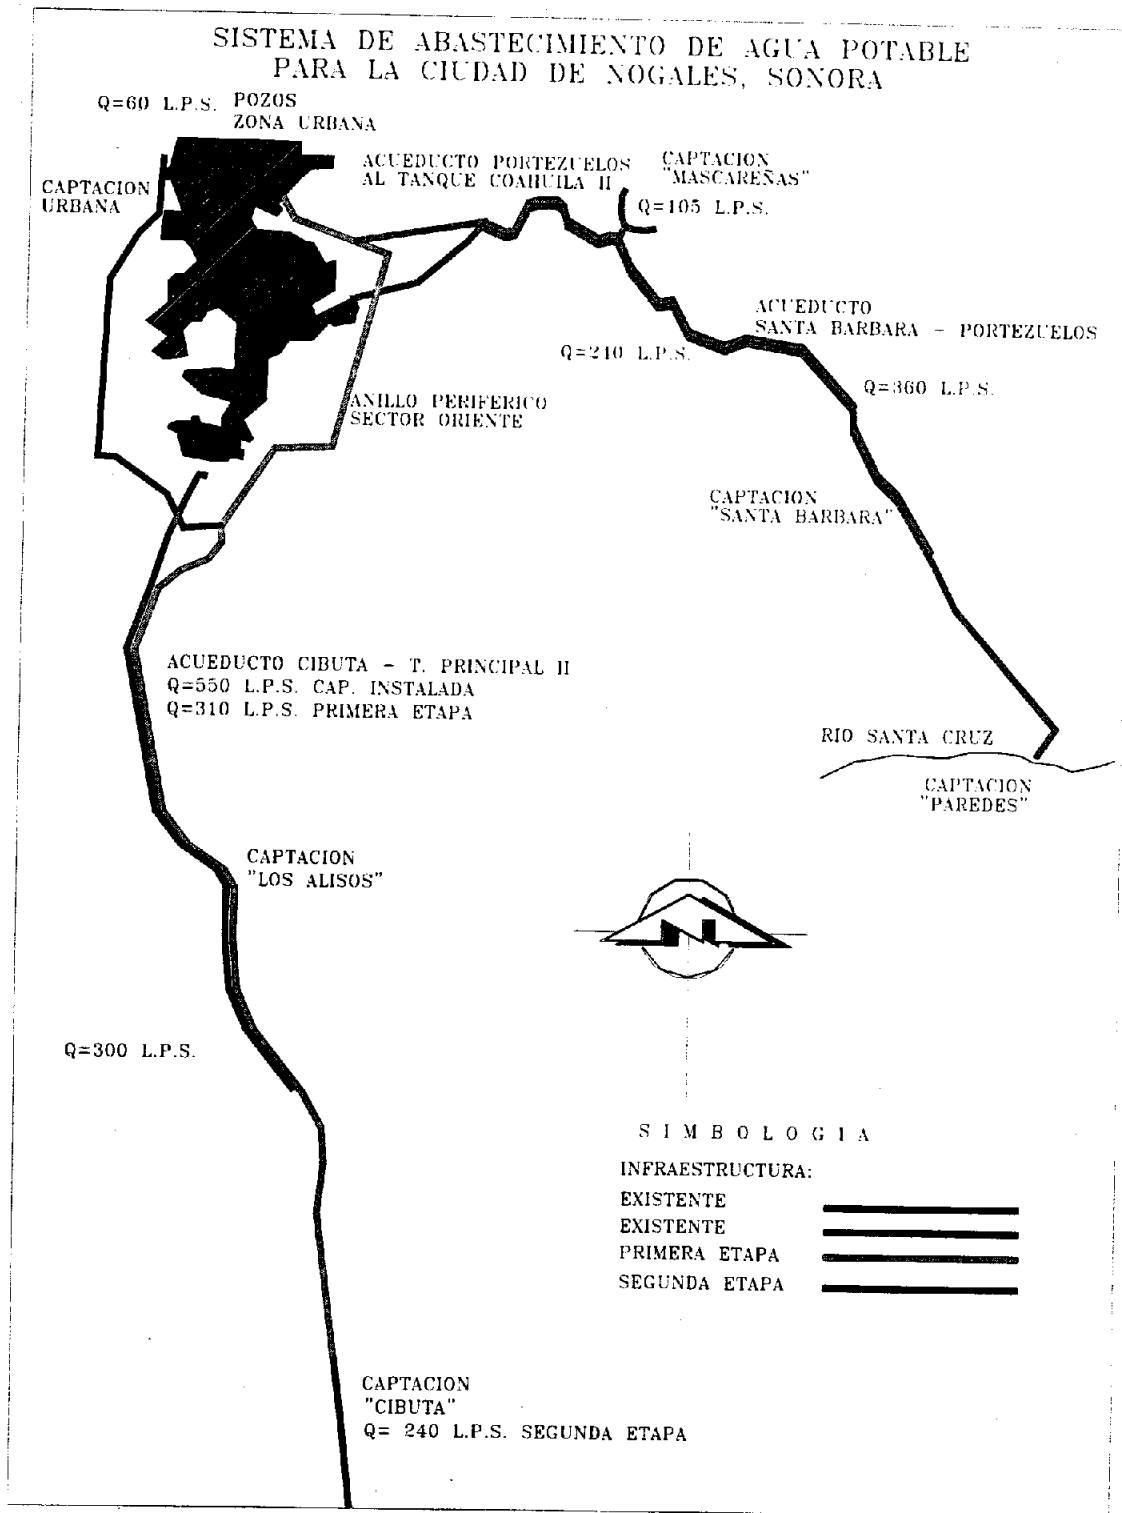 SISTEMA DE ABASTECIMIENTO DE AGUA POTABLE
PARA LA CIUDAD DE NOGALES, SONORA
Q=60 L.P.S.
POZOS
ZONA URBANA
CAPTACION
URBANA
ACUEDUCTO PORTEZUELOS
AL TANQUE COAHUILA II
CAPTACION
"MASCAREÑAS"
Q=105 L.P.S.
ACUEDUCTO
SANTA BARBARA - PORTEZUELOS
Q=210 L.P.S.
Q=360 L.P.S.
ANILLO PERIFERICO
SECTOR ORIENTE
CAPTACION
"SANTA BARBARA"
ACUEDUCTO CIBUTA - T. PRINCIPAL II
Q=550 L.P.S. CAP. INSTALADA
Q=310 L.P.S. PRIMERA ETAPA
RIO SANTA CRUZ
CAPTACION
"PAREDES"
CAPTACION
"LOS ALISOS"
Q=300 L.P.S.
SIMBOLOGIA
INFRAESTRUCTURA:
EXISTENTE
EXISTENTE
PRIMERA ETAPA
SEGUNDA ETAPA
CAPTACION
"CIBUTA"
Q= 240 L.P.S. SEGUNDA ETAPA